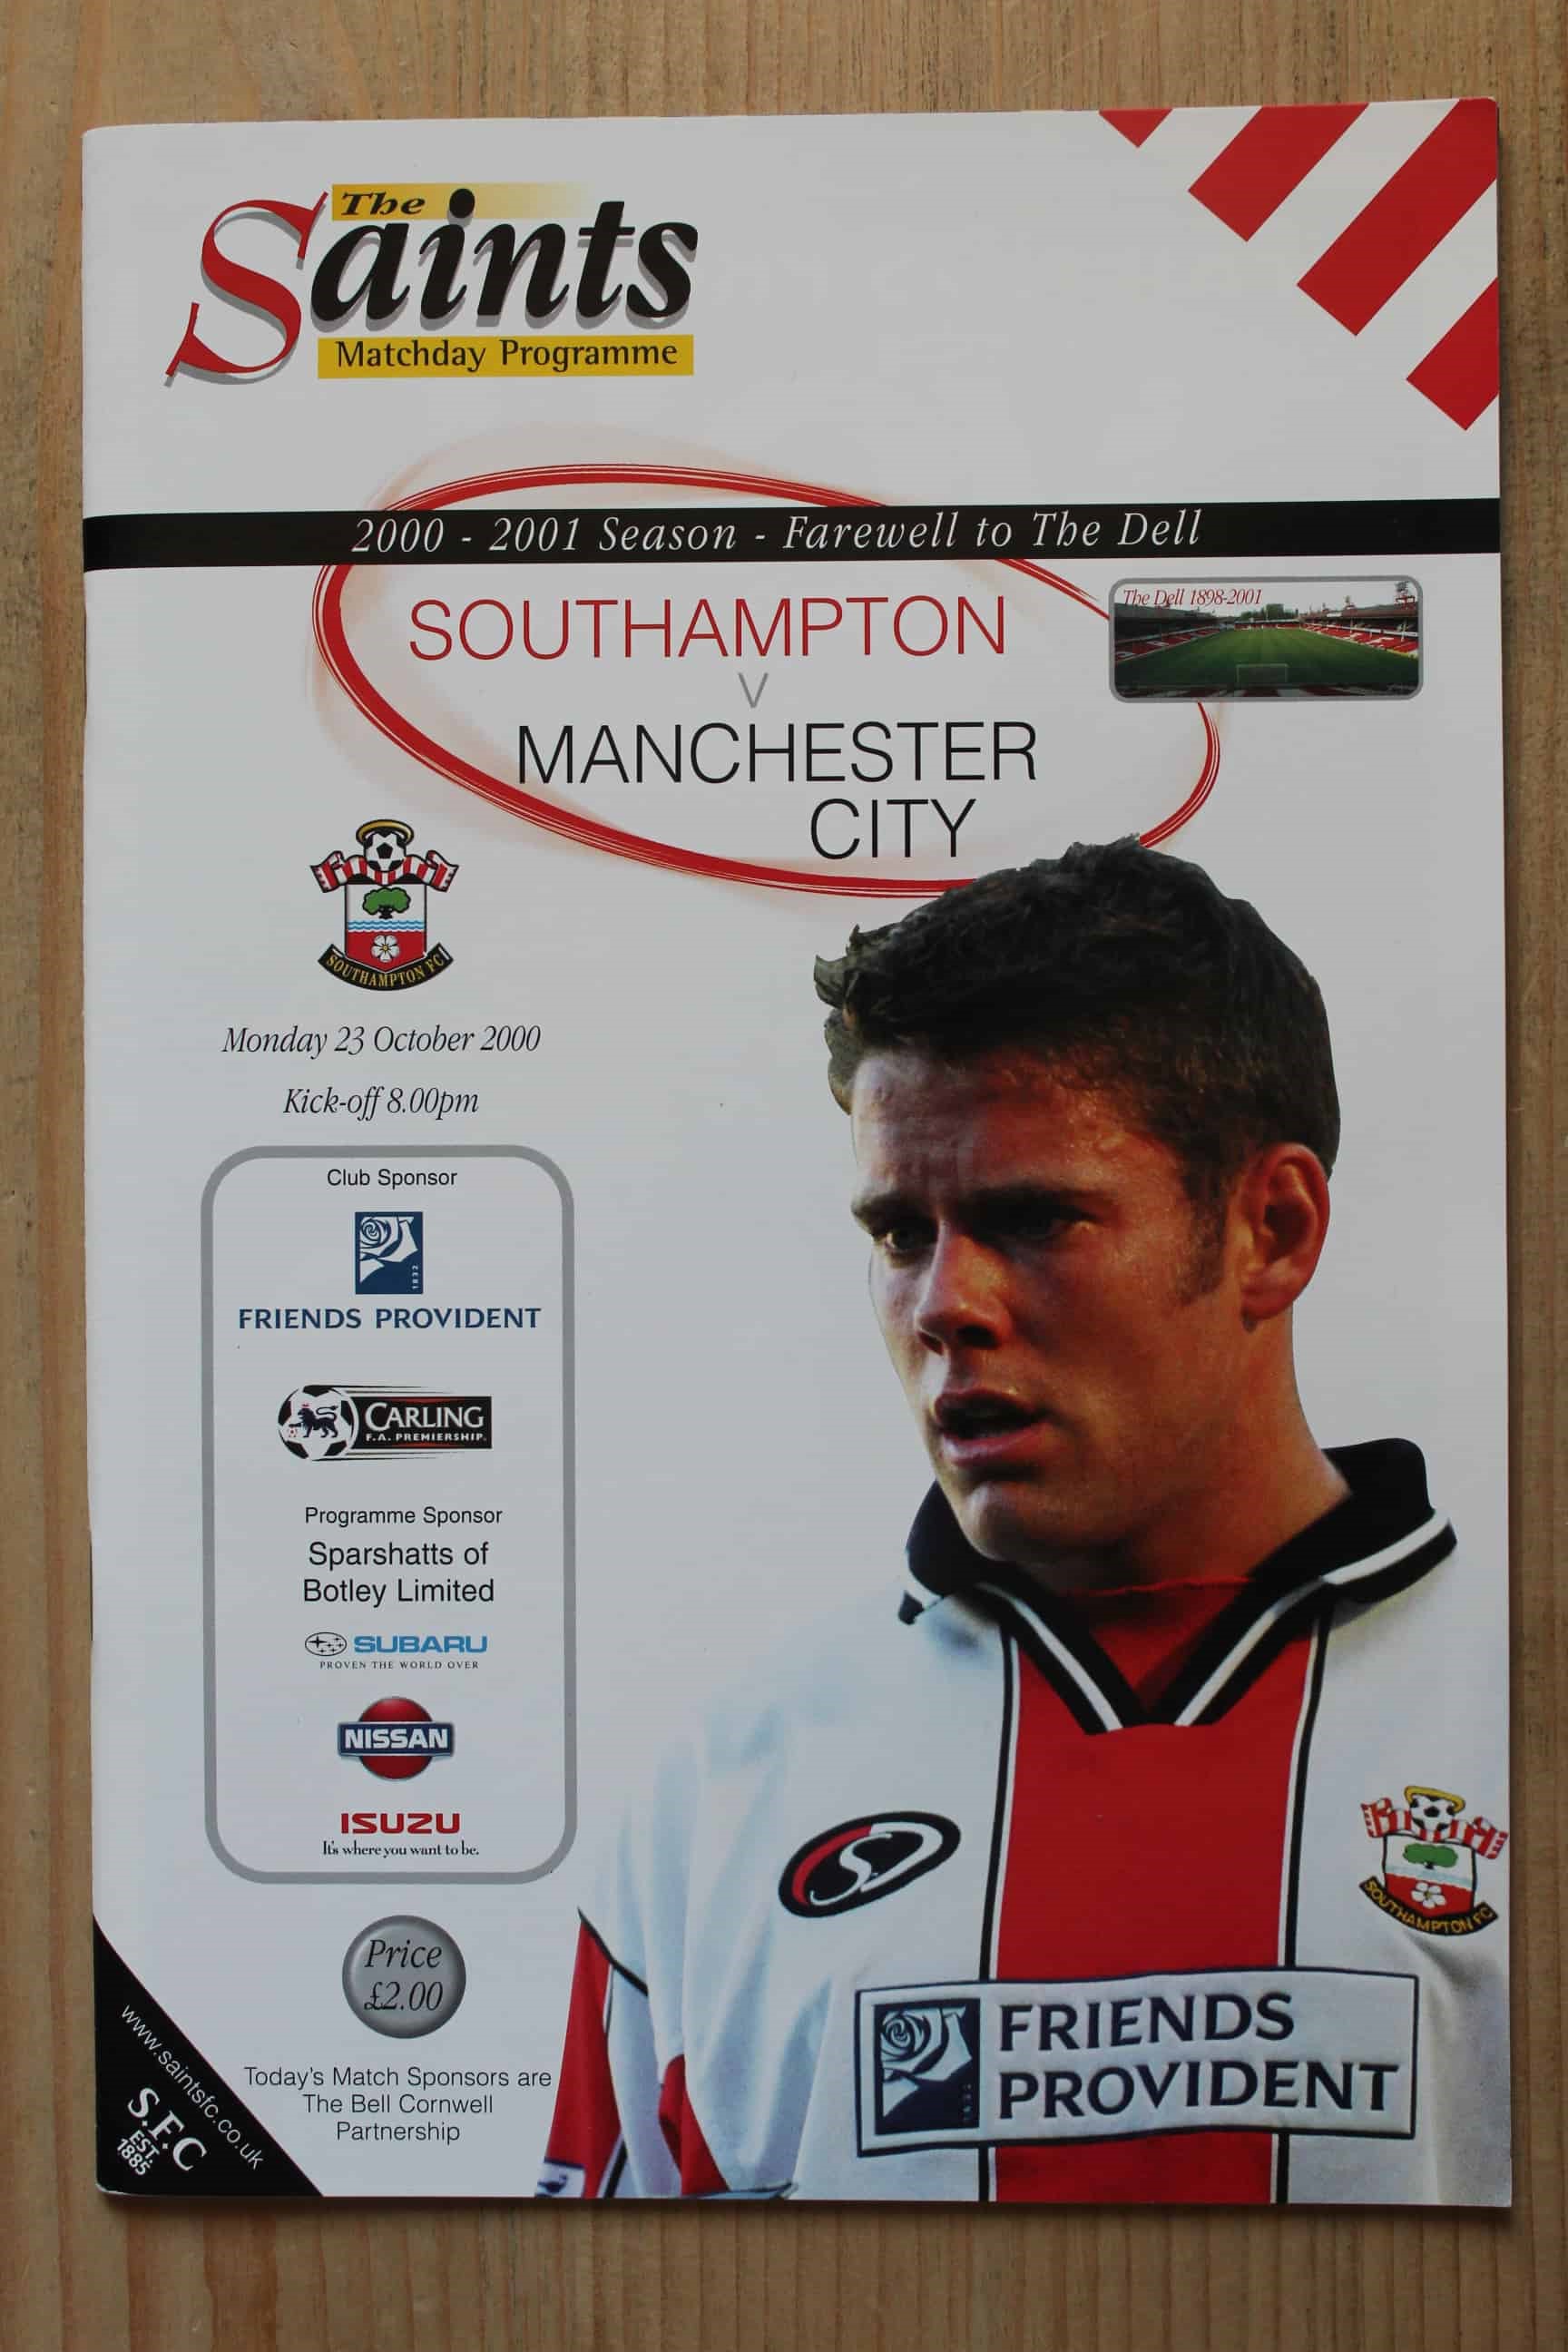 The
Saints
Matchday Programme
2000 - 2001 Season - Farewell to The Dell
SOUTHAMPTON
V
MANCHESTER
CITY
The Dell 1898-2001
SOUTHAMPTON FC
Monday 23 October 2000
Kick-off 8.00pm
Club Sponsor
1832
FRIENDS PROVIDENT
CARLING
F.A. PREMIERSHIP
Programme Sponsor
Sparshatts of
Botley Limited
SUBARU
PROVEN THE WORLD OVER
NISSAN
ISUZU
It's where you want to be.
Price
£2.00
Today's Match Sponsors are
The Bell Cornwell
Partnership
www.saintsfc.co.uk
S.F.C
EST.
1885
SOUTHAMPTON FC
FRIENDS
PROVIDENT